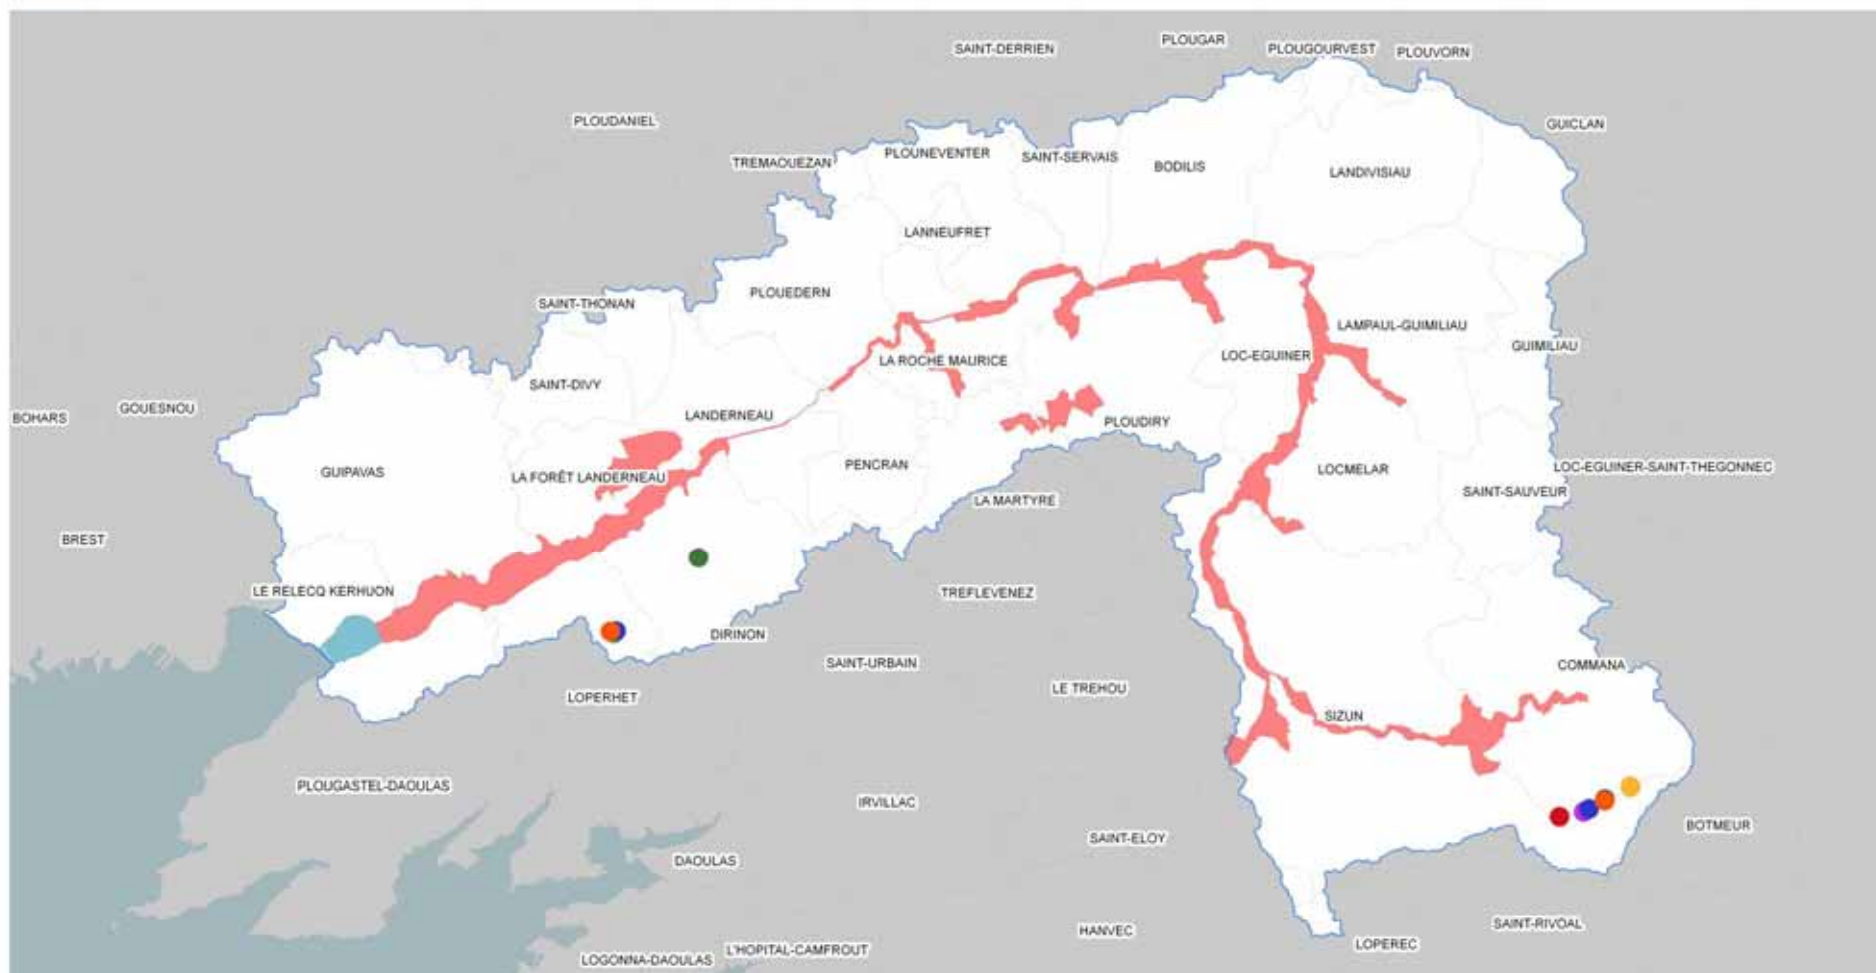 PLOUGAR
SAINT-DERRIEN
PLOUGOURVEST
PLOUVORN
PLOUDANIEL
GUICLAN
TREMAOUEZAN
PLOUNEVENTER
SAINT-SERVAIS
BODILIS
LANDIVISIAU
LANNEUFRET
PLOUEDERN
SAINT-THONAN
LAMPAUL-GUIMILIAU
GUIMILIAU
LA ROCHE MAURICE
LOC-EGUINER
SAINT-DIVY
GOUESNOU
BOHARS
LANDERNEAU
PLOUDIRY
PENCRAN
GUIPAVAS
LA FORÊT LANDERNEAU
LOCMELAR
LOC-EGUINER-SAINT-THEGONNEC
SAINT-SAUVEUR
LA MARTYRE
BREST
LE RELECQ KERHUON
TREFLEVENEZ
DIRINON
SAINT-URBAIN
COMMANA
LOPERHET
LE TREHOU
SIZUN
PLOUGASTEL-DAOULAS
IRVILLAC
BOTMEUR
SAINT-ELOY
DAOULAS
SAINT-RIVOAL
HANVEC
LOPEREC
L'HOPITAL-CAMFROUT
LOGONNA-DAOULAS